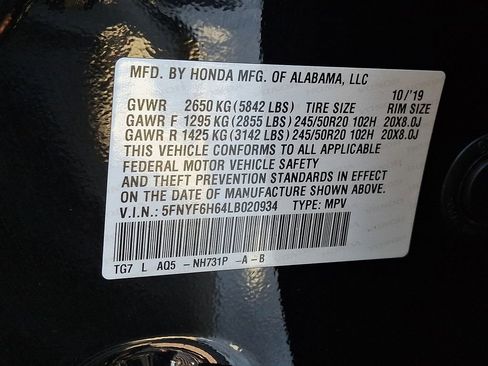 MFD. BY HONDA MFG. OF ALABAMA, LLC
10/'19
GVWR 2650 KG (5842 LBS) TIRE SIZE RIM SIZE
GAWR F 1295 KG (2855 LBS) 245/50R20 102H 20X8.0J
GAWR R 1425 KG (3142 LBS) 245/50R20 102H 20X8.0J
THIS VEHICLE CONFORMS TO ALL APPLICABLE
FEDERAL MOTOR VEHICLE SAFETY
AND THEFT PREVENTION STANDARDS IN EFFECT
ON THE DATE OF MANUFACTURE SHOWN ABOVE.
V.I.N.: 5FNYF6H64LB020934 TYPE: MPV
TG7 L AQ5 -NH731P -A -B